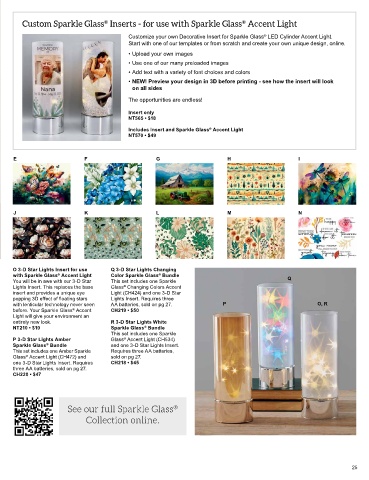 Custom Sparkle Glass® Inserts - for use with Sparkle Glass® Accent Light
Customize your own Decorative Insert for Sparkle Glass® LED Cylinder Accent Light.
Start with one of our templates or from scratch and create your own unique design, online.
• Upload your own images
• Use one of our many preloaded images
• Add text with a variety of font choices and colors
• NEW! Preview your design in 3D before printing - see how the insert will look
on all sides
The opportunities are endless!
Insert only
NT565 • $18
Includes Insert and Sparkle Glass® Accent Light
NT570 • $49
MEMORY
Nana
E F G H I
J K L M N
O 3-D Star Lights Insert for use
with Sparkle Glass® Accent Light
You will be in awe with our 3-D Star
Lights Insert. This replaces the base
insert and provides a unique eye
popping 3D effect of floating stars
with lenticular technology never seen
before. Your Sparkle Glass® Accent
Light will give your environment an
entirely new look.
NT210 • $19
P 3-D Star Lights Amber
Sparkle Glass® Bundle
This set includes one Amber Sparkle
Glass® Accent Light (CH472) and
one 3-D Star Lights Insert. Requires
three AA batteries, sold on pg 27.
CH220 • $47
Q 3-D Star Lights Changing
Color Sparkle Glass® Bundle
This set includes one Sparkle
Glass® Changing Colors Accent
Light (CH424) and one 3-D Star
Lights Insert. Requires three
AA batteries, sold on pg 27.
CH219 • $50
R 3-D Star Lights White
Sparkle Glass® Bundle
This set includes one Sparkle
Glass® Accent Light
and one 3-D Star Lights Insert.
Requires three AA batteries,
sold on pg 27.
CH218 • $45
Q
P
O, R
See our full Sparkle Glass®
Collection online.
25